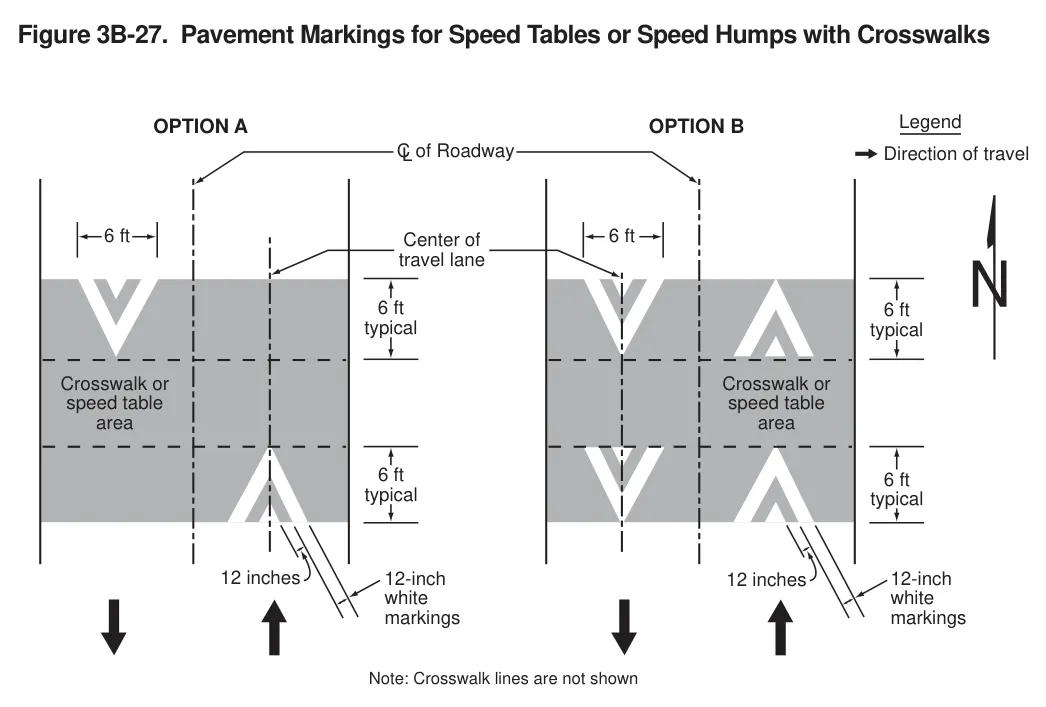 Figure 3B-27. Pavement Markings for Speed Tables or Speed Humps with Crosswalks
OPTION A
OPTION B
Legend
Direction of travel
℄ of Roadway
6 ft
Center of
travel lane
6 ft
N
6 ft
typical
6 ft
typical
Crosswalk or
speed table
area
Crosswalk or
speed table
area
6 ft
typical
6 ft
typical
12 inches
12-inch
white
markings
12 inches
12-inch
white
markings
Note: Crosswalk lines are not shown